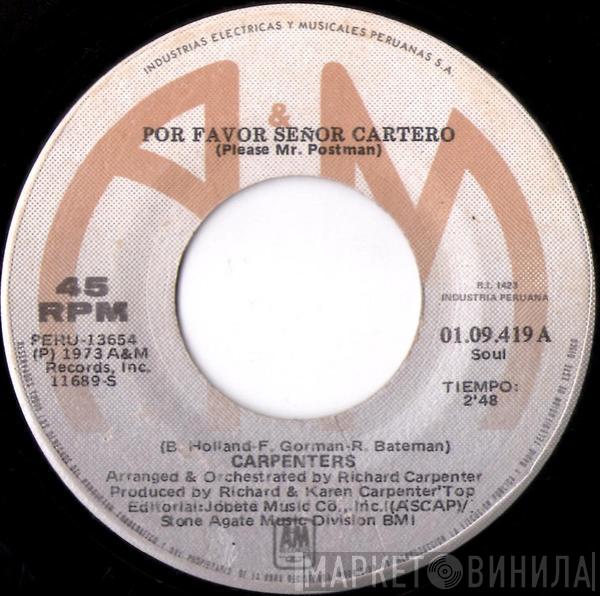 INDUSTRIAS ELECTRICAS Y MUSICALES PERUANAS S.A.
A&M
POR FAVOR SEÑOR CARTERO
(Please Mr. Postman)
45
RPM
PERU-13654
(P) 1973 A&M
Records, Inc.
11689-S
R.I. 1423
INDUSTRIA PERUANA
01.09.419 A
Soul
TIEMPO:
2'48
(B. Holland-F. Gorman-R. Bateman)
CARPENTERS
Arranged & Orchestrated by Richard Carpenter
Produced by Richard & Karen Carpenter'Top
Editorial:Jobete Music Co., Inc.((ASCAP)/
Stone Agate Music Division BMI
AM
МАРКЕТ ВИНИЛА